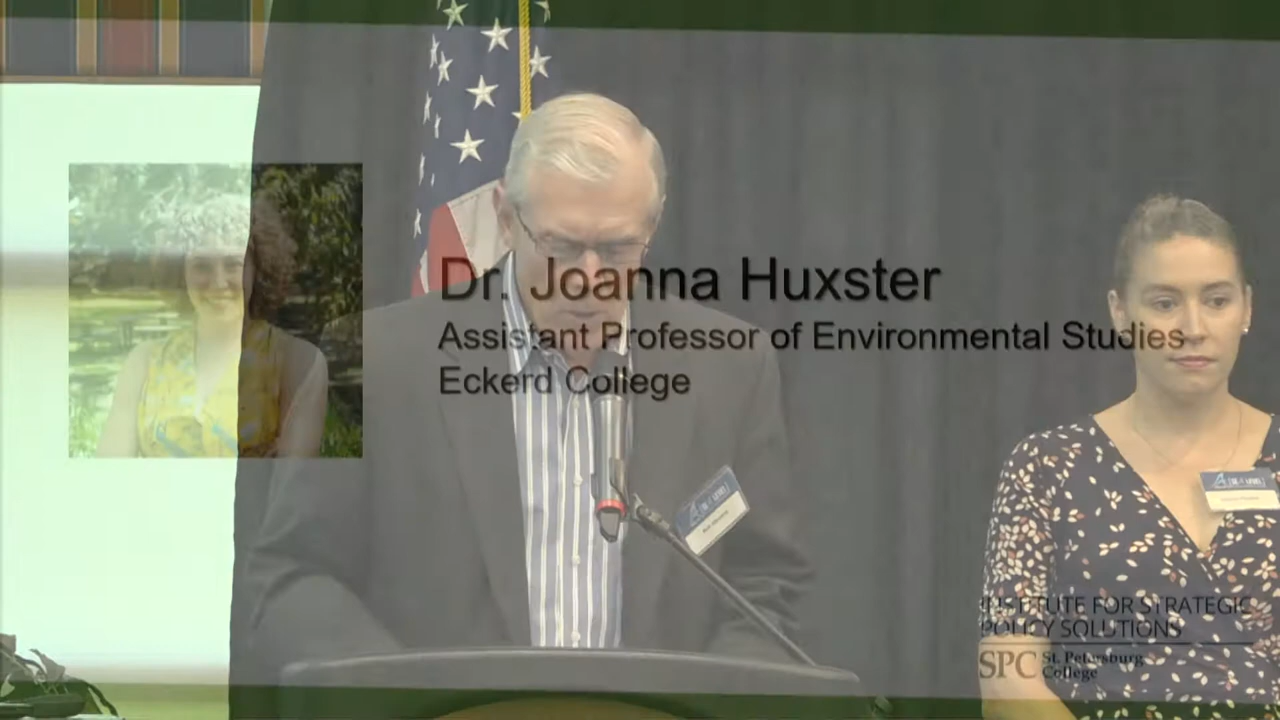 Dr. Joanna Huxster
Assistant Professor of Environmental Studies
Eckerd College
INSTITUTE FOR STRATEGIC
POLICY SOLUTIONS
SPC St. Petersburg
College